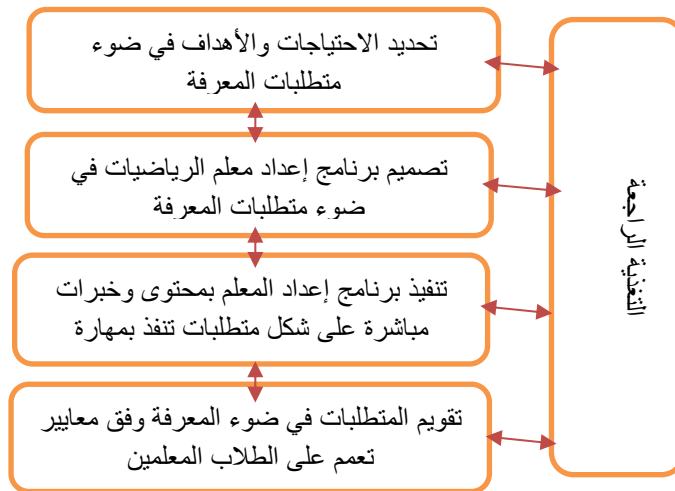 تحديد الاحتياجات والأهداف في ضوء
متطلبات المعرفة
تصميم برنامج إعداد معلم الرياضيات في
ضوء متطلبات المعرفة
تنفيذ برنامج إعداد المعلم بمحتوى وخبرات
مباشرة على شكل متطلبات تنفذ بمهارة
تقويم المتطلبات في ضوء المعرفة وفق معايير
تعمم على الطلاب المعلمين
التغذية الراجعة